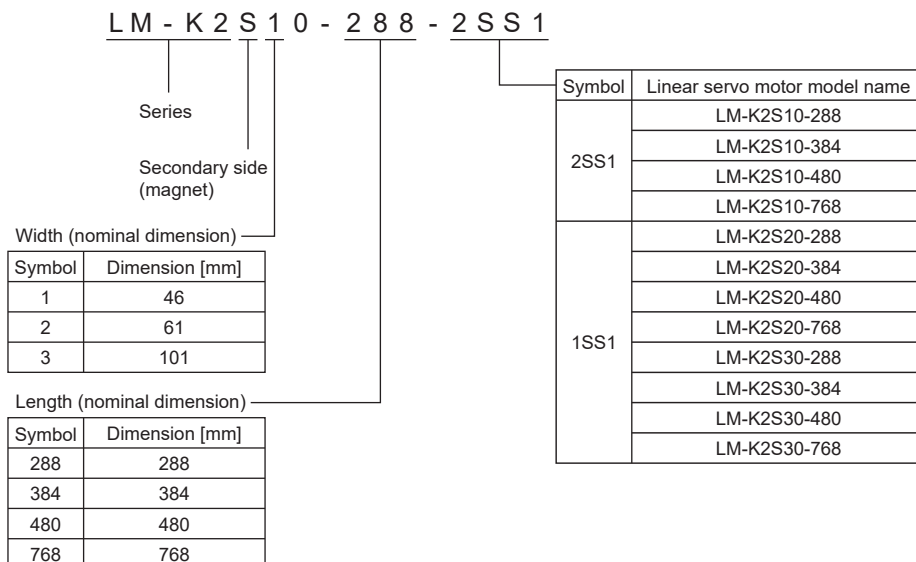 LM-K2S10-288-2SS1
Series
Secondary side
(magnet)
Width (nominal dimension)
Symbol Dimension [mm]
1 46
2 61
3 101
Length (nominal dimension)
Symbol Dimension [mm]
288 288
384 384
480 480
768 768
Symbol Linear servo motor model name
2SS1
LM-K2S10-288
LM-K2S10-384
LM-K2S10-480
LM-K2S10-768
1SS1
LM-K2S20-288
LM-K2S20-384
LM-K2S20-480
LM-K2S20-768
LM-K2S30-288
LM-K2S30-384
LM-K2S30-480
LM-K2S30-768